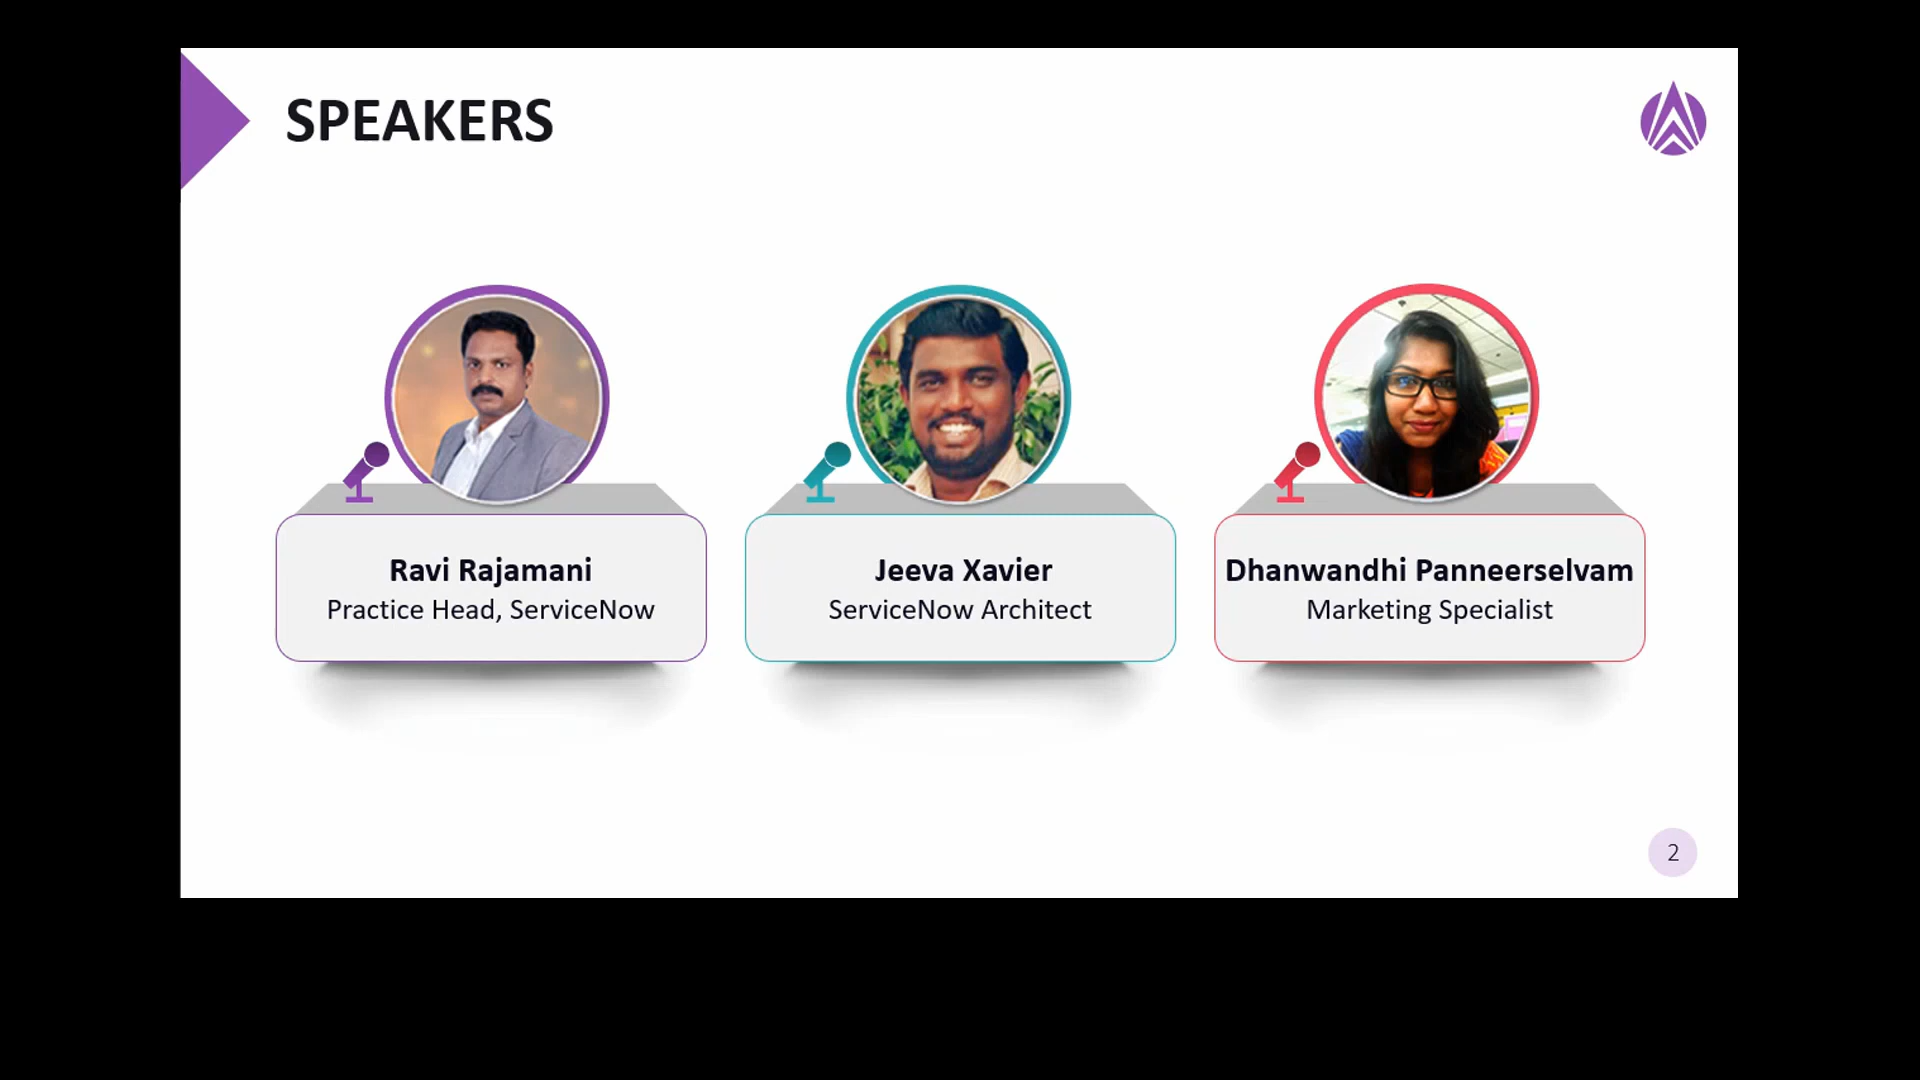 SPEAKERS
Ravi Rajamani
Practice Head, ServiceNow
Jeeva Xavier
ServiceNow Architect
Dhanwandhi Panneerselvam
Marketing Specialist
2